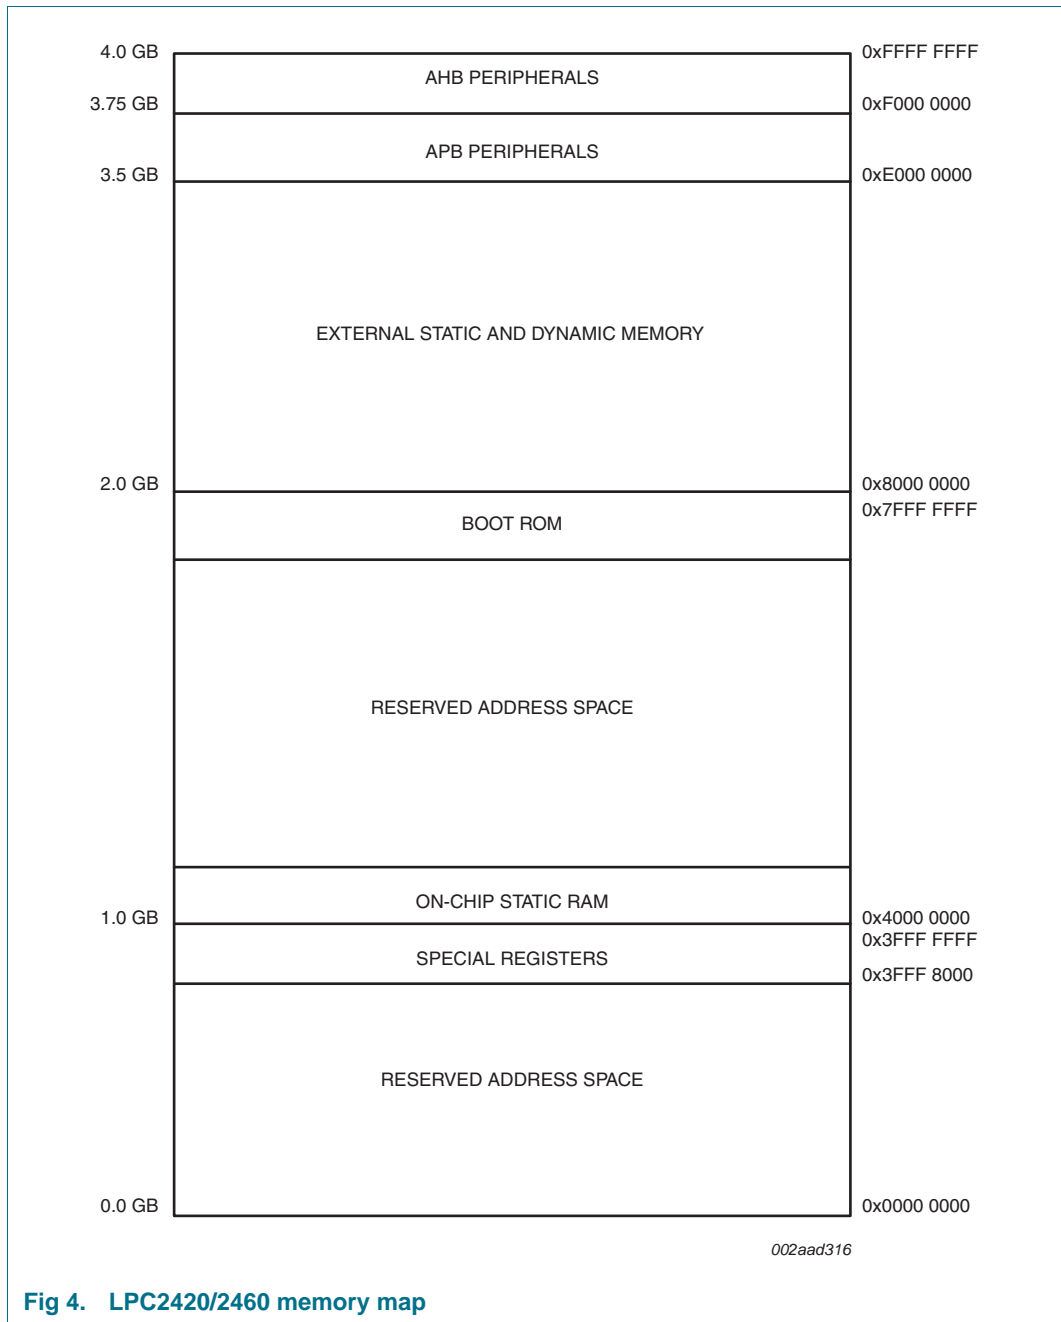 4.0 GB 0xFFFF FFFF
AHB PERIPHERALS
3.75 GB 0xF000 0000
APB PERIPHERALS
3.5 GB 0xE000 0000
EXTERNAL STATIC AND DYNAMIC MEMORY
2.0 GB 0x8000 0000
0x7FFF FFFF
BOOT ROM
RESERVED ADDRESS SPACE
ON-CHIP STATIC RAM
1.0 GB 0x4000 0000
0x3FFF FFFF
SPECIAL REGISTERS
0x3FFF 8000
RESERVED ADDRESS SPACE
0.0 GB 0x0000 0000
002aad316
Fig 4. LPC2420/2460 memory map